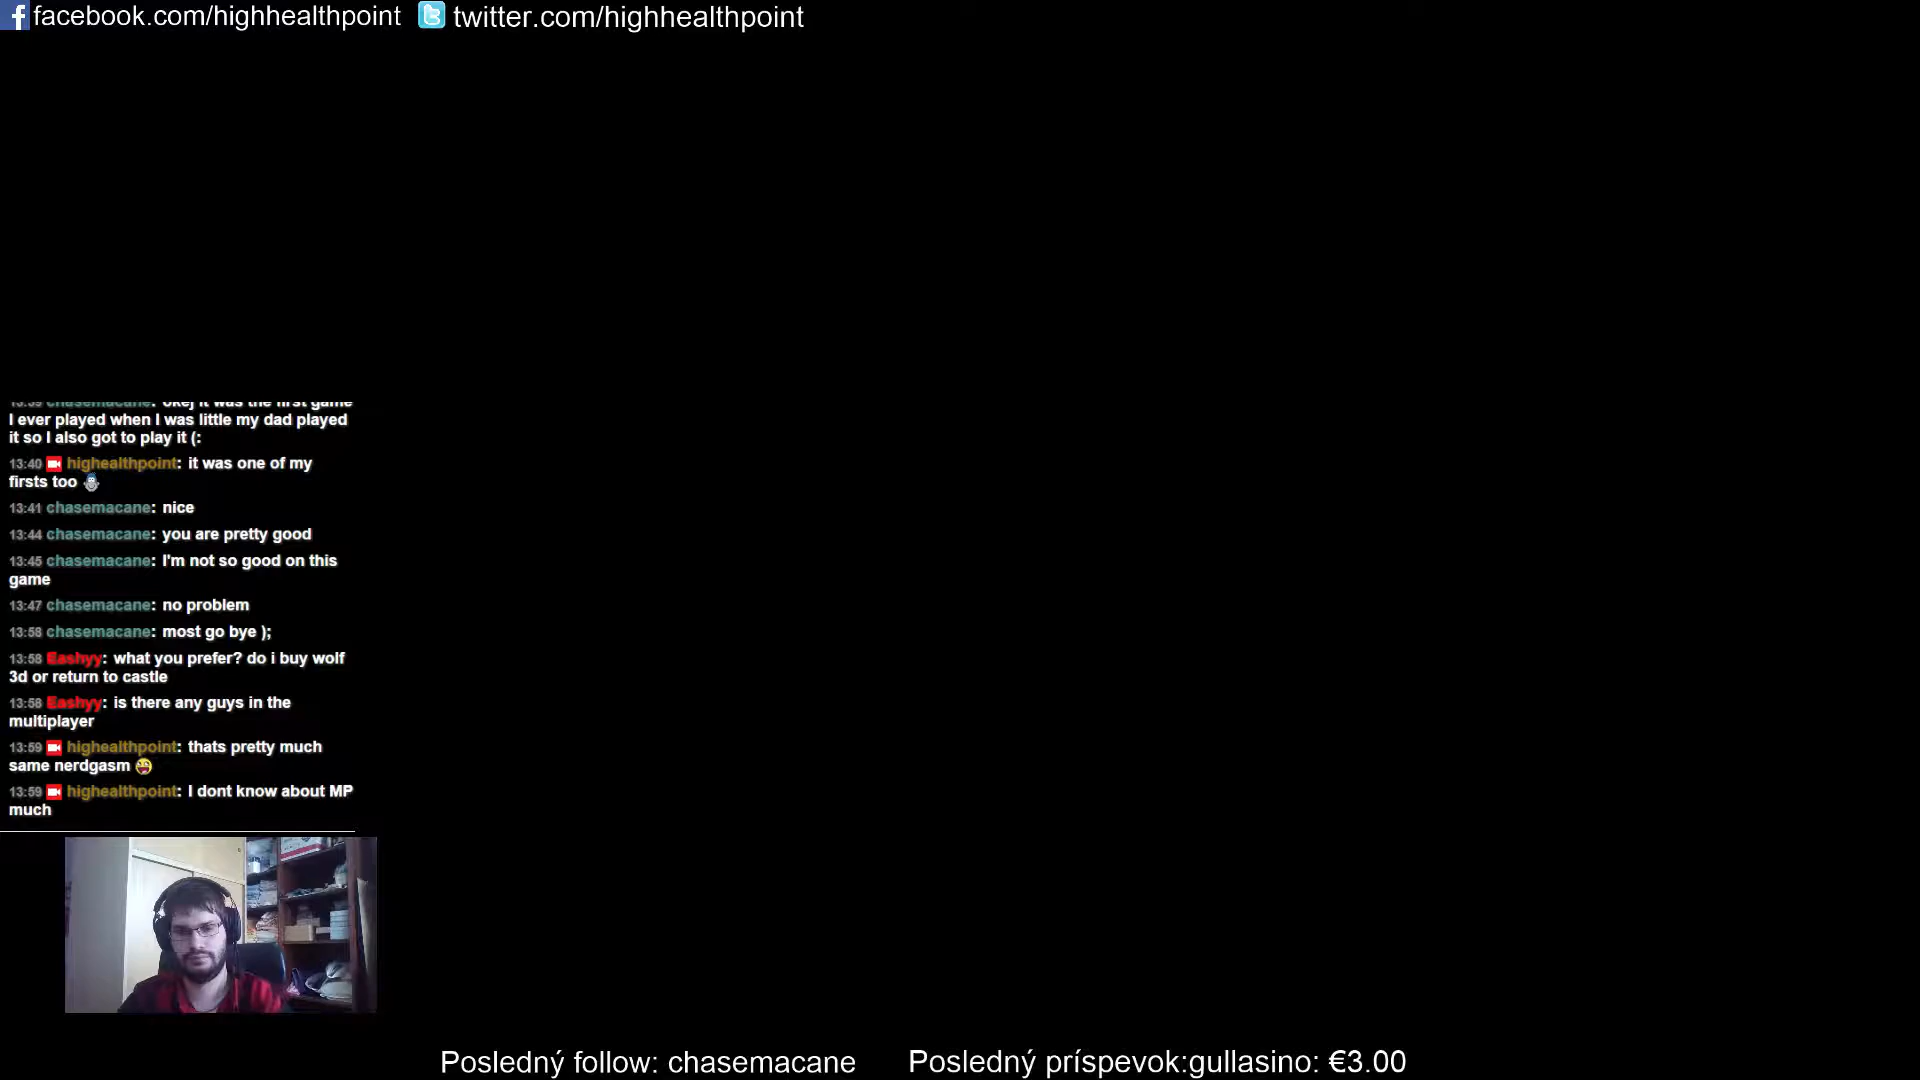 facebook.com/highhealthpoint twitter.com/highhealthpoint
13:39 chasemacane: okej it was the first game
I ever played when I was little my dad played
it so I also got to play it (:
13:40 highealthpoint: it was one of my
firsts too
13:41 chasemacane: nice
13:44 chasemacane: you are pretty good
13:45 chasemacane: I'm not so good on this
game
13:47 chasemacane: no problem
13:58 chasemacane: most go bye );
13:58 Eashyy: what you prefer? do i buy wolf
3d or return to castle
13:58 Eashyy: is there any guys in the
multiplayer
13:59 highealthpoint: thats pretty much
same nerdgasm
13:59 highealthpoint: I dont know about MP
much
Posledný follow: chasemacane Posledný príspevok:gullasino: €3.00